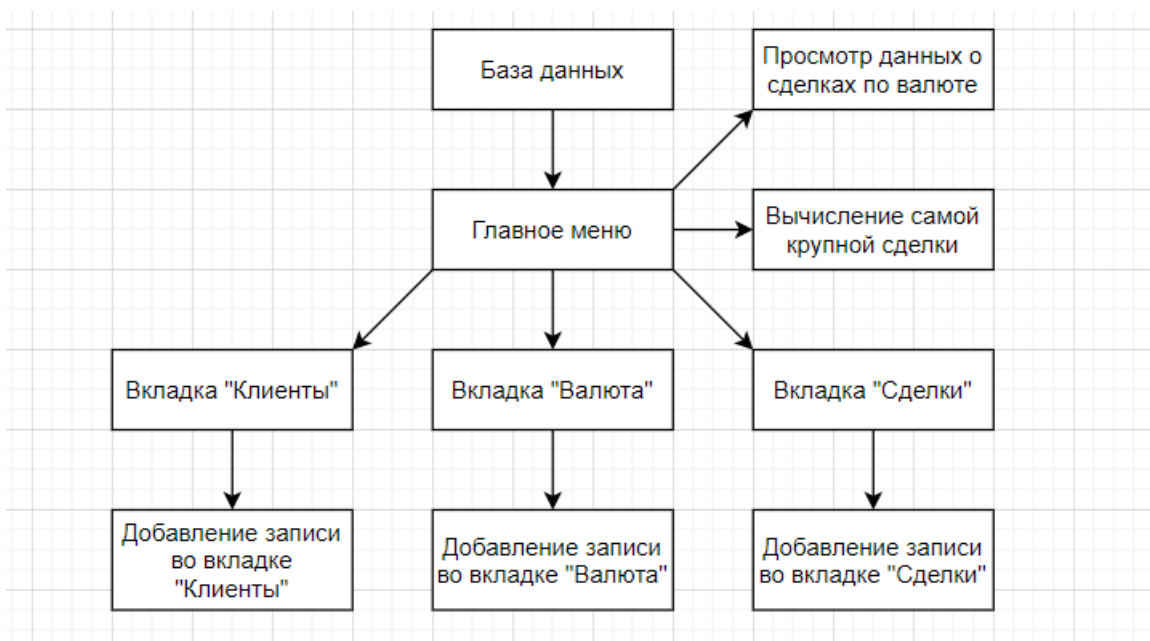 База данных
Просмотр данных о
сделках по валюте
Главное меню
Вычисление самой
крупной сделки
Вкладка "Клиенты"
Вкладка "Валюта"
Вкладка "Сделки"
Добавление записи
во вкладке
"Клиенты"
Добавление записи
во вкладке "Валюта"
Добавление записи
во вкладке "Сделки"